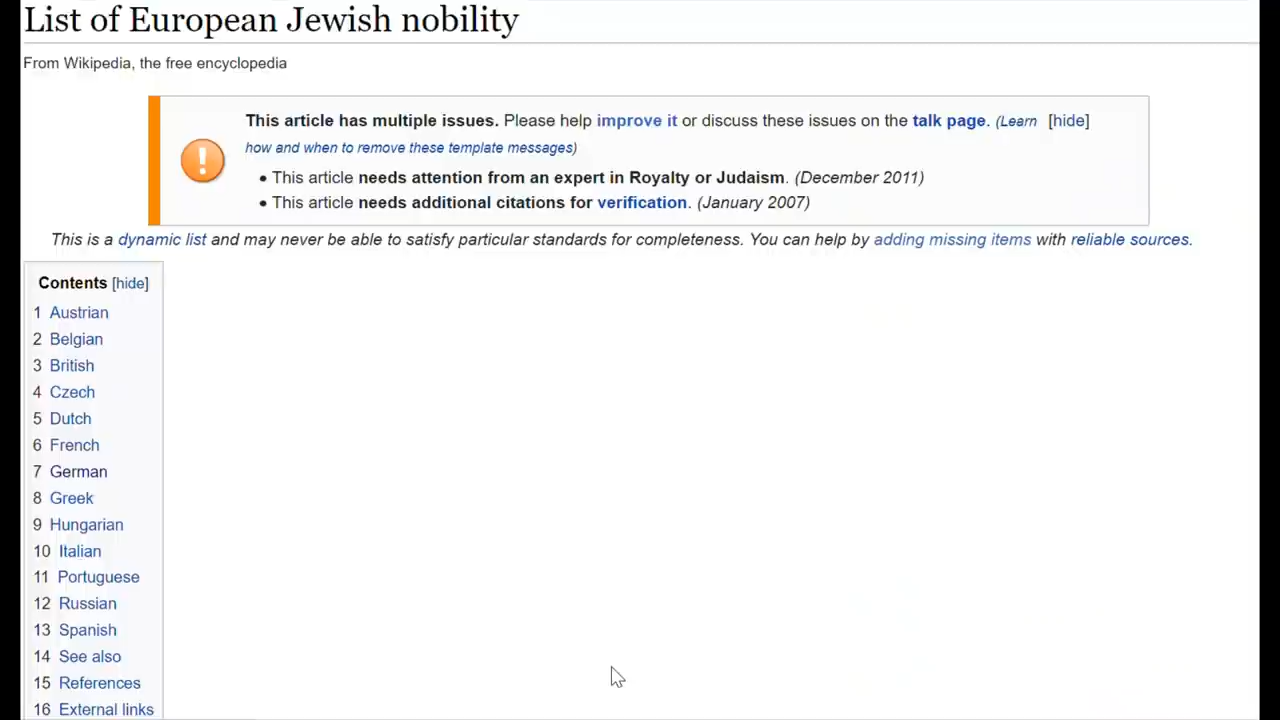 List of European Jewish nobility
From Wikipedia, the free encyclopedia
This article has multiple issues. Please help improve it or discuss these issues on the talk page. (Learn [hide]
how and when to remove these template messages)
• This article needs attention from an expert in Royalty or Judaism. (December 2011)
• This article needs additional citations for verification. (January 2007)
This is a dynamic list and may never be able to satisfy particular standards for completeness. You can help by adding missing items with reliable sources.
Contents [hide]
1 Austrian
2 Belgian
3 British
4 Czech
5 Dutch
6 French
7 German
8 Greek
9 Hungarian
10 Italian
11 Portuguese
12 Russian
13 Spanish
14 See also
15 References
16 External links